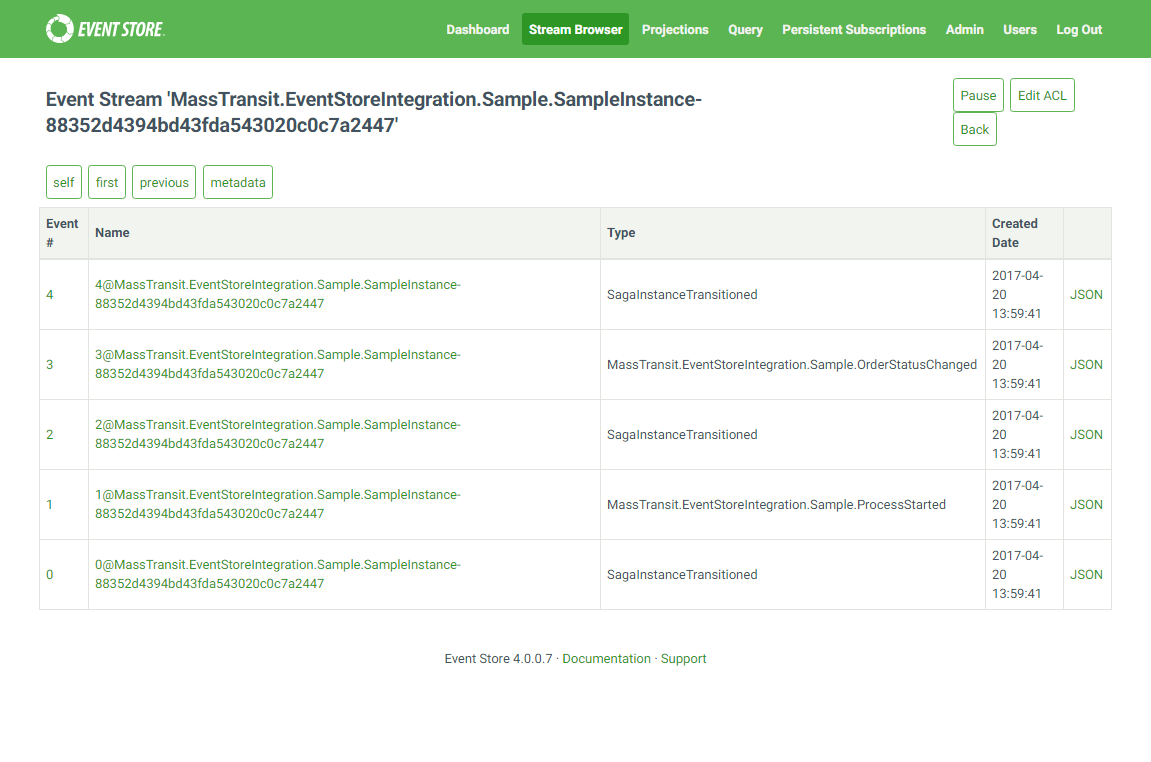 EVENT STORE
Dashboard Stream Browser Projections Query Persistent Subscriptions Admin Users Log Out
Event Stream 'MassTransit.EventStoreIntegration.Sample.SampleInstance-
88352d4394bd43fda543020c0c7a2447'
Pause Edit ACL
Back
self first previous metadata
Event
#
Name
Type
Created
Date
4
4@MassTransit.EventStoreIntegration.Sample.SampleInstance-
88352d4394bd43fda543020c0c7a2447
SagaInstanceTransitioned
2017-04-
20
13:59:41
JSON
3
3@MassTransit.EventStoreIntegration.Sample.SampleInstance-
88352d4394bd43fda543020c0c7a2447
MassTransit.EventStoreIntegration.Sample.OrderStatusChanged
2017-04-
20
13:59:41
JSON
2
2@MassTransit.EventStoreIntegration.Sample.SampleInstance-
88352d4394bd43fda543020c0c7a2447
SagaInstanceTransitioned
2017-04-
20
13:59:41
JSON
1
1@MassTransit.EventStoreIntegration.Sample.SampleInstance-
88352d4394bd43fda543020c0c7a2447
MassTransit.EventStoreIntegration.Sample.ProcessStarted
2017-04-
20
13:59:41
JSON
0
0@MassTransit.EventStoreIntegration.Sample.SampleInstance-
88352d4394bd43fda543020c0c7a2447
SagaInstanceTransitioned
2017-04-
20
13:59:41
JSON
Event Store 4.0.0.7 · Documentation · Support